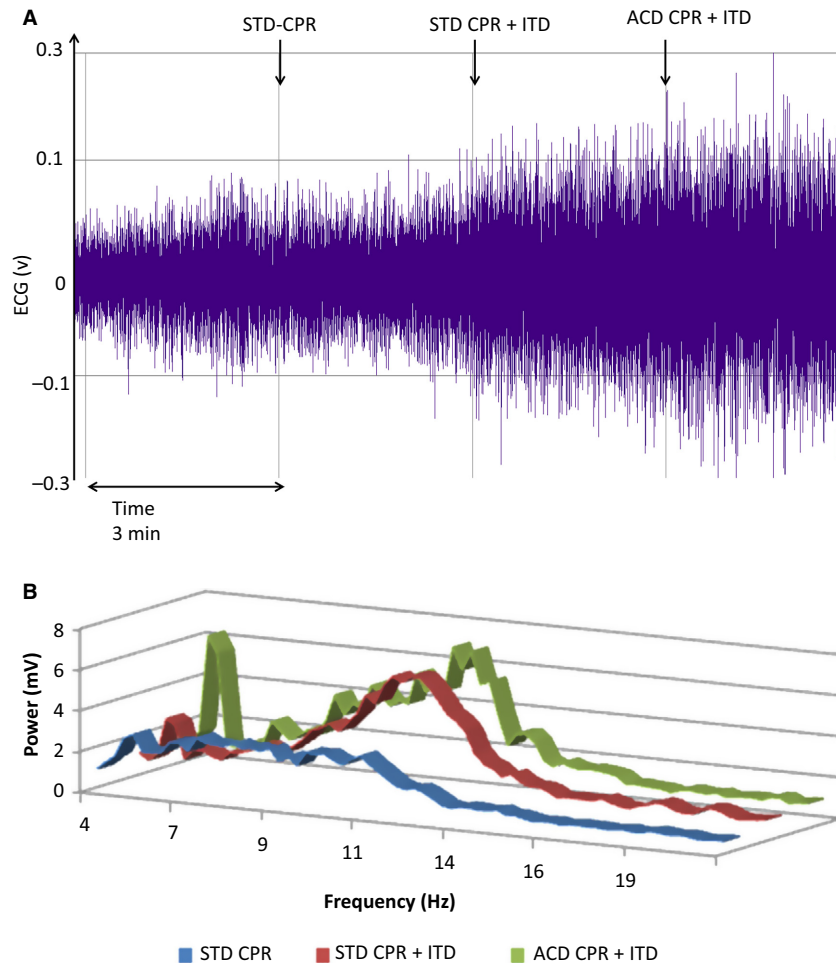 A
STD-CPR
STD CPR + ITD
ACD CPR + ITD
0.3
0.1
0
–0.1
–0.3
ECG (v)
Time
3 min
B
8
6
4
2
0
Power (mV)
4
7
9
11
14
16
19
Frequency (Hz)
STD CPR
STD CPR + ITD
ACD CPR + ITD